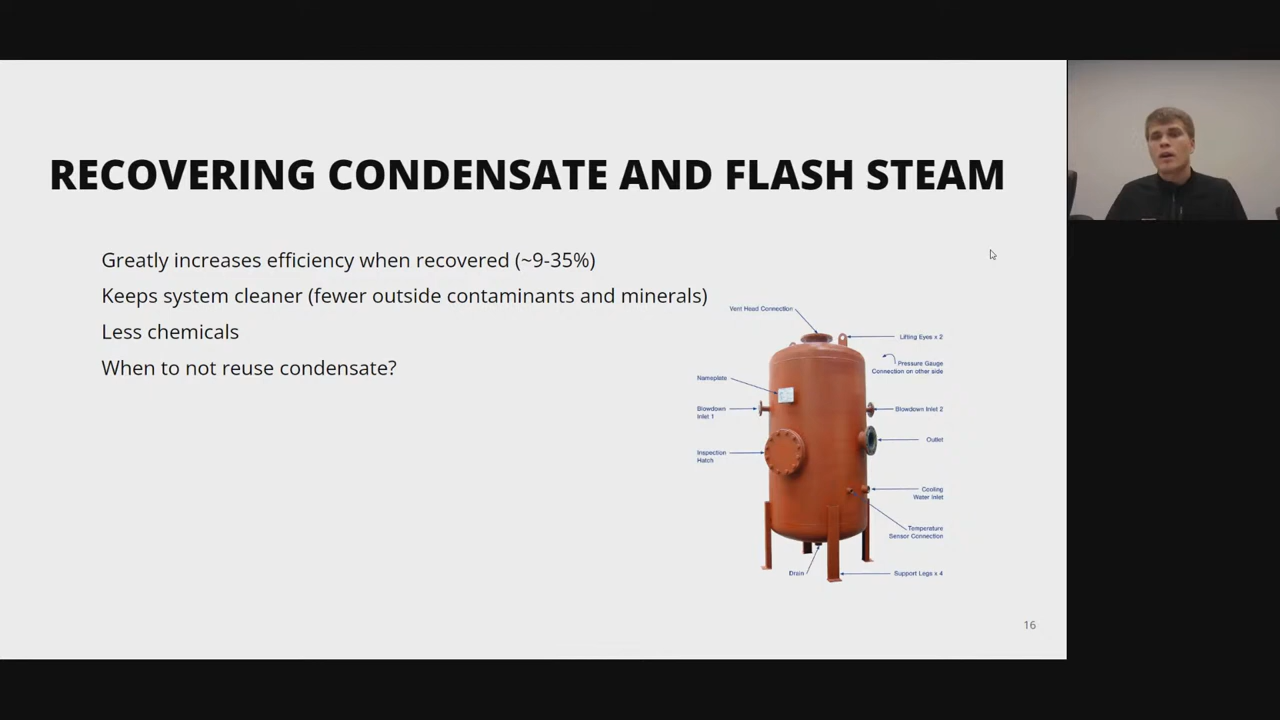 RECOVERING CONDENSATE AND FLASH STEAM
Greatly increases efficiency when recovered (~9-35%)
Keeps system cleaner (fewer outside contaminants and minerals)
Less chemicals
When to not reuse condensate?
Vent Head Connection
Lifting Eyes x 2
Pressure Gauge
Connection on other side
Nameplate
Blowdown
Inlet 1
Blowdown Inlet 2
Outlet
Inspection
Hatch
Cooling
Water Inlet
Temperature
Sensor Connection
Drain
Support Legs x 4
16